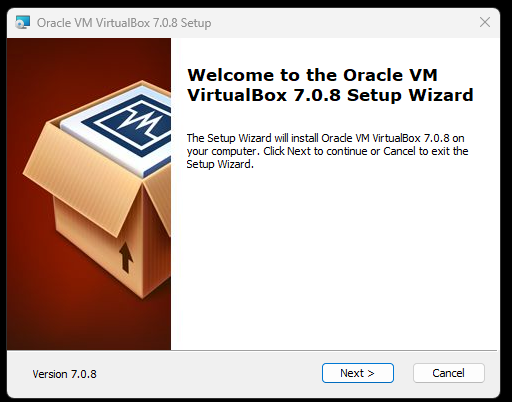 Oracle VM VirtualBox 7.0.8 Setup
Welcome to the Oracle VM
VirtualBox 7.0.8 Setup Wizard
The Setup Wizard will install Oracle VM VirtualBox 7.0.8 on
your computer. Click Next to continue or Cancel to exit the
Setup Wizard.
Version 7.0.8
Next >
Cancel